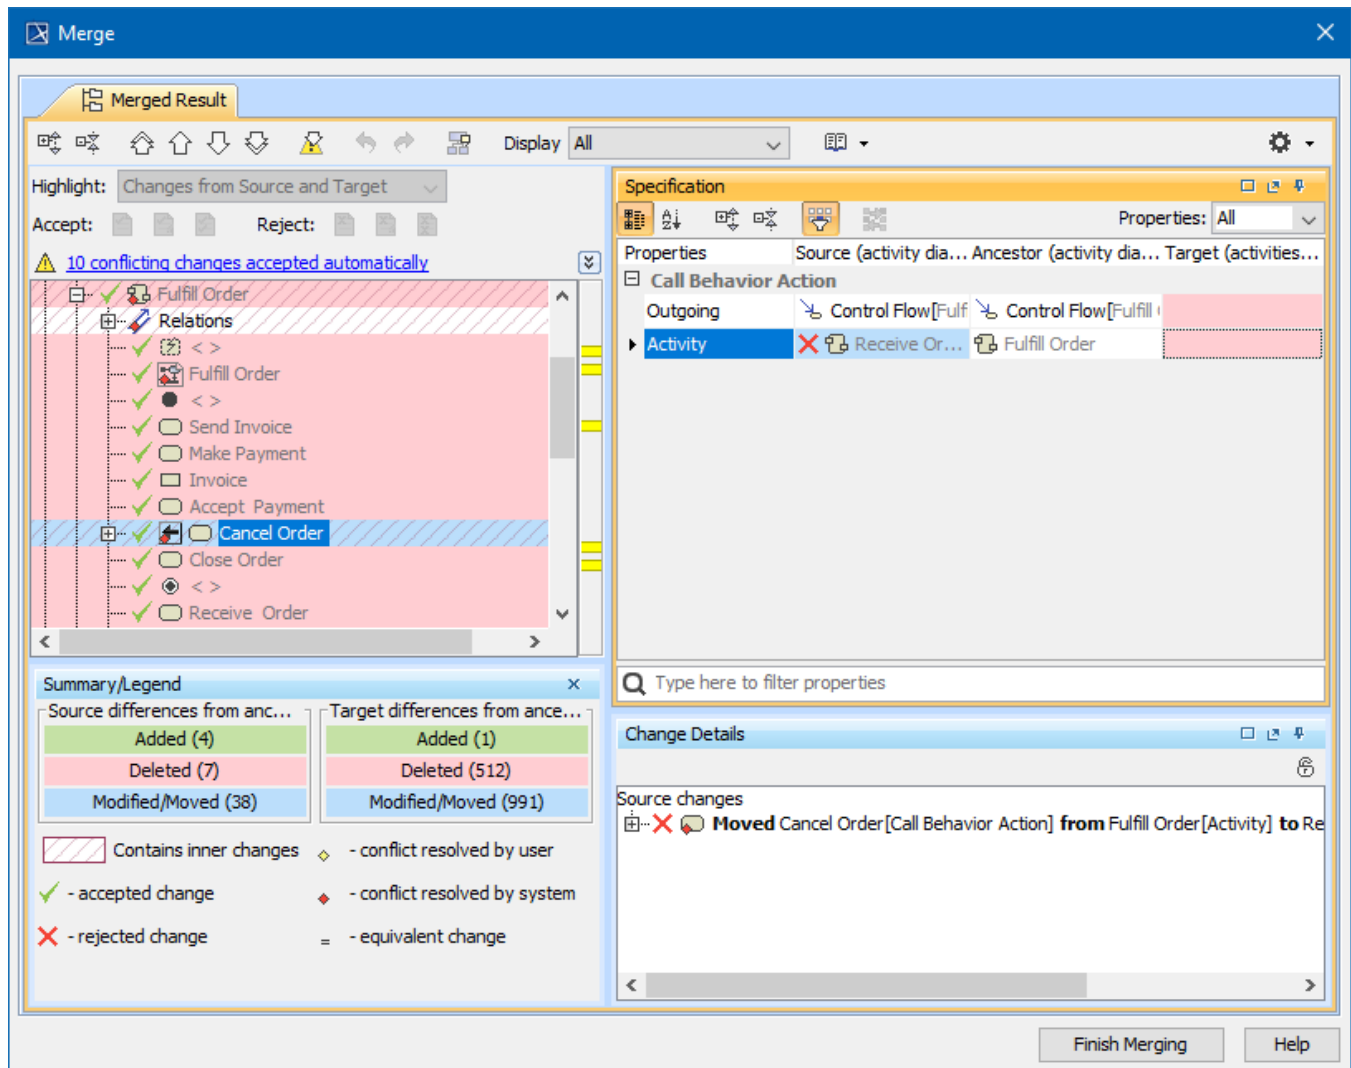 Merge
Merged Result
Display All
Highlight: Changes from Source and Target
Accept: Reject:
10 conflicting changes accepted automatically
Fulfill Order
Relations
< >
Fulfill Order
< >
Send Invoice
Make Payment
Invoice
Accept Payment
Cancel Order
Close Order
< >
Receive Order
Summary/Legend
Source differences from anc... Target differences from ance...
Added (4) Added (1)
Deleted (7) Deleted (512)
Modified/Moved (38) Modified/Moved (991)
Contains inner changes - conflict resolved by user
- accepted change - conflict resolved by system
- rejected change = - equivalent change
Specification
Properties: All
Properties Source (activity dia... Ancestor (activity dia... Target (activities...
Call Behavior Action
Outgoing Control Flow[Fulf Control Flow[Fulfill
Activity Receive Or... Fulfill Order
Type here to filter properties
Change Details
Source changes
Moved Cancel Order[Call Behavior Action] from Fulfill Order[Activity] to Re
Finish Merging Help